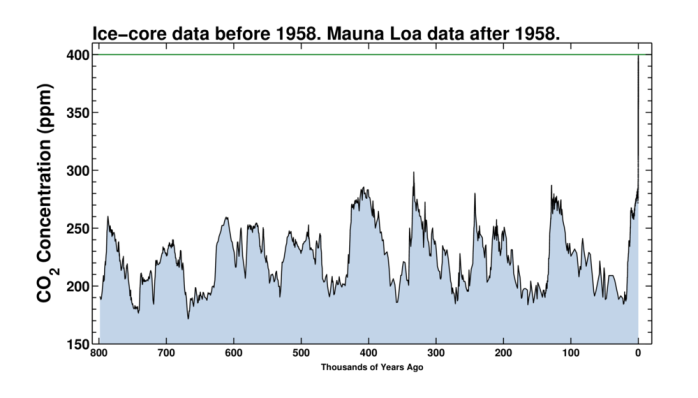 Ice−core data before 1958. Mauna Loa data after 1958.
CO2 Concentration (ppm)
400
350
300
250
200
150
800 700 600 500 400 300 200 100 0
Thousands of Years Ago